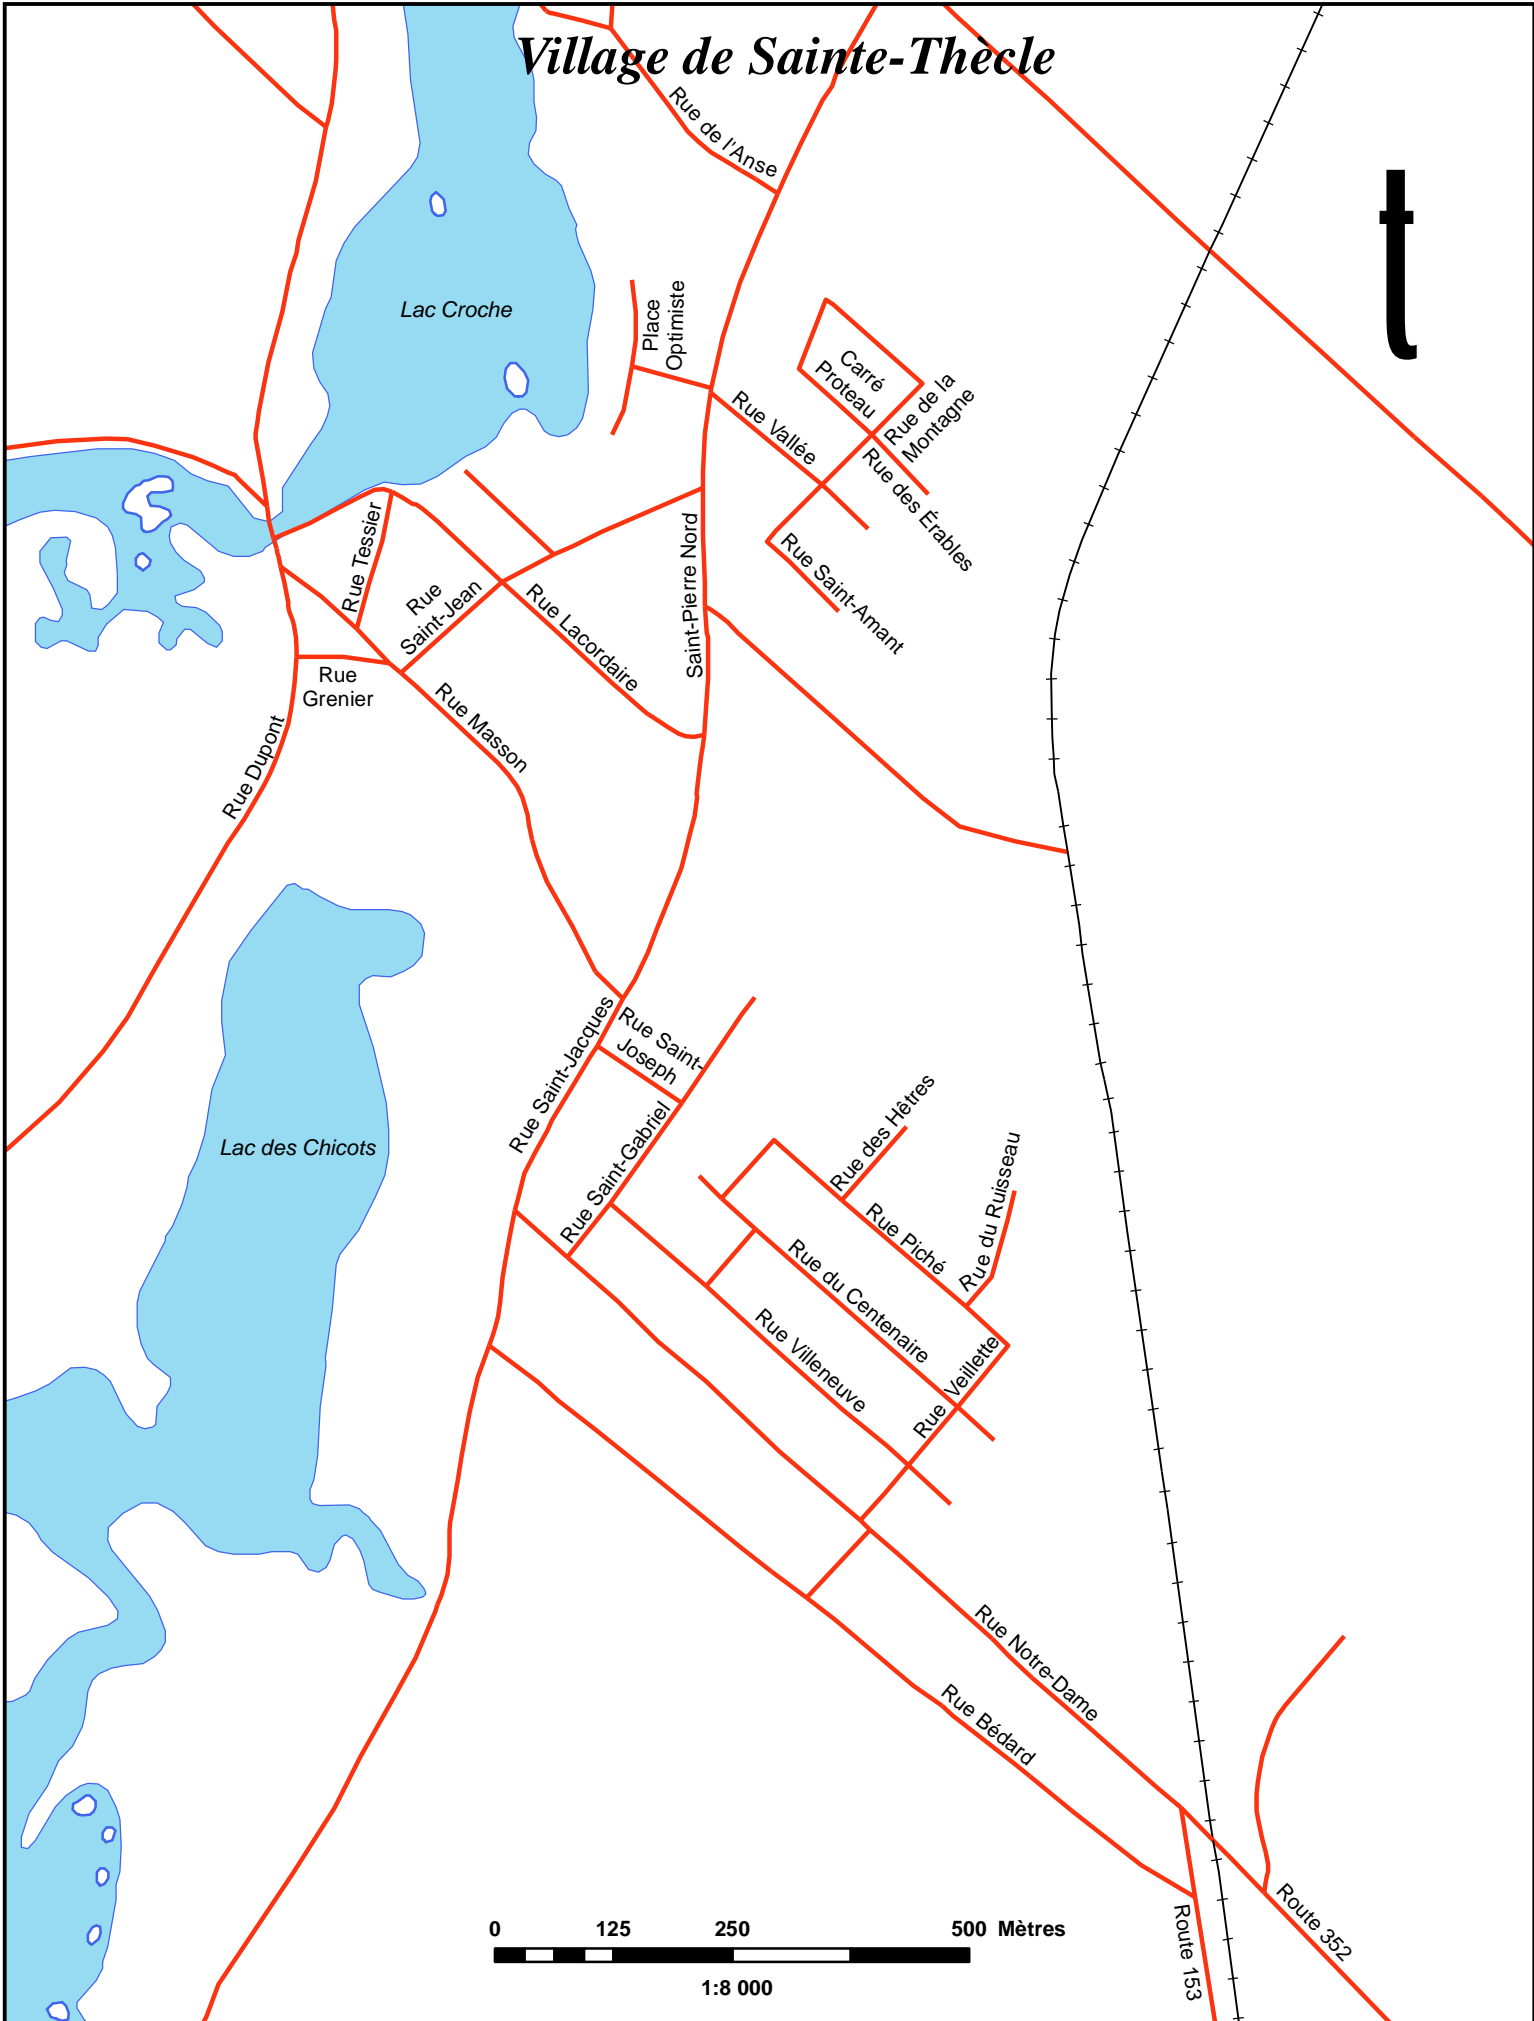 Village de Sainte-Thècle
Rue de l'Anse
t
Lac Croche
Place
Optimiste
Carré
Proteau
Rue de la
Montagne
Rue Vallée
Rue des Érables
Rue Saint-Amant
Rue Tessier
Rue
Saint-Jean
Rue Lacordaire
Saint-Pierre Nord
Rue
Grenier
Rue Masson
Rue Dupont
Rue Saint-Jacques
Rue Saint-
Joseph
Rue Saint-Gabriel
Lac des Chicots
Rue des Hêtres
Rue du Ruisseau
Rue Piché
Rue du Centenaire
Rue Villeneuve
Rue Veillette
Rue Notre-Dame
Rue Bédard
Route 352
Route 153
0 125 250 500 Mètres
1:8 000